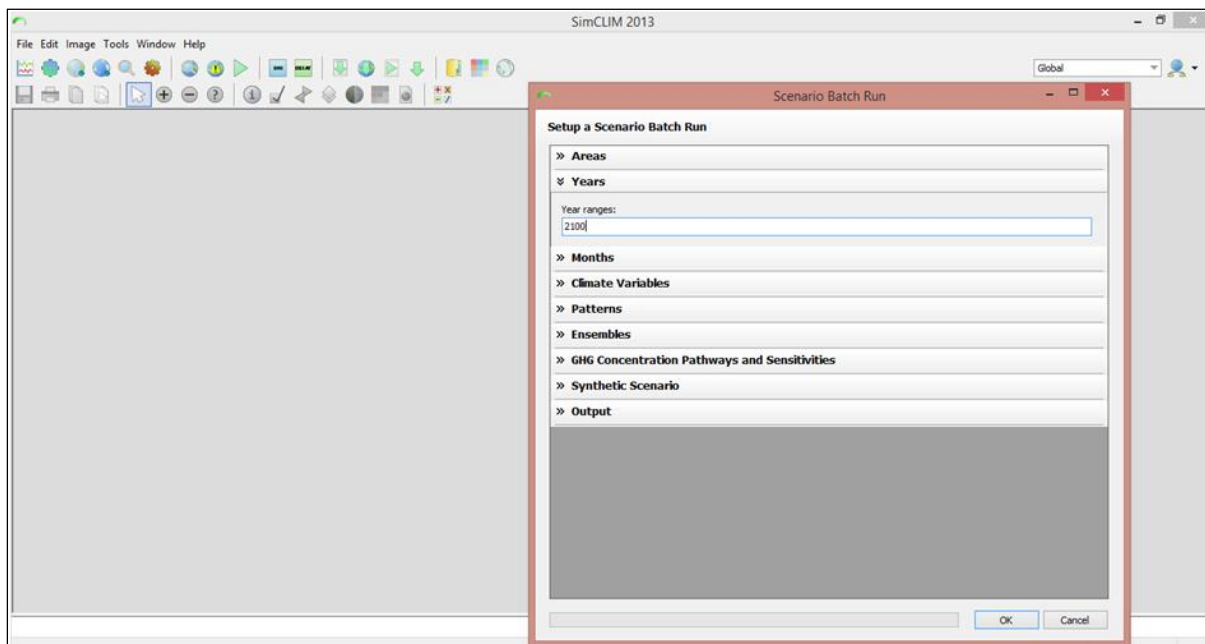 SimCLIM 2013
File Edit Image Tools Window Help
Global
Scenario Batch Run
Setup a Scenario Batch Run
» Areas
Years
Year ranges:
2100
» Months
» Climate Variables
» Patterns
» Ensembles
» GHG Concentration Pathways and Sensitivities
» Synthetic Scenario
» Output
OK Cancel